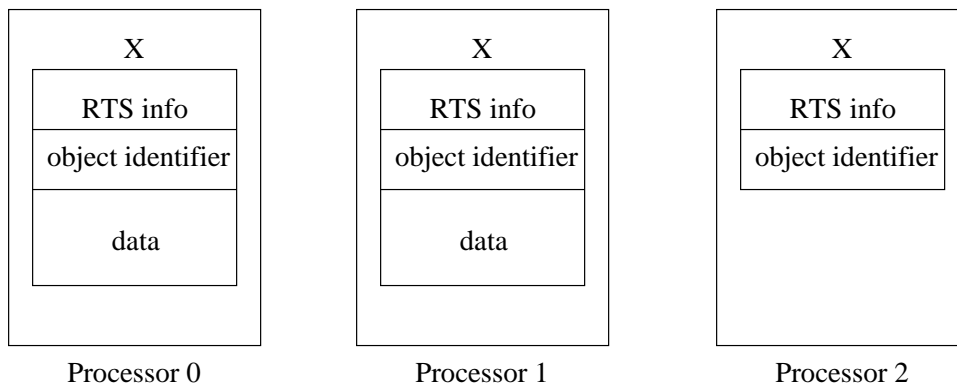 X
RTS info
object identifier
data
Processor 0
X
RTS info
object identifier
data
Processor 1
X
RTS info
object identifier
Processor 2